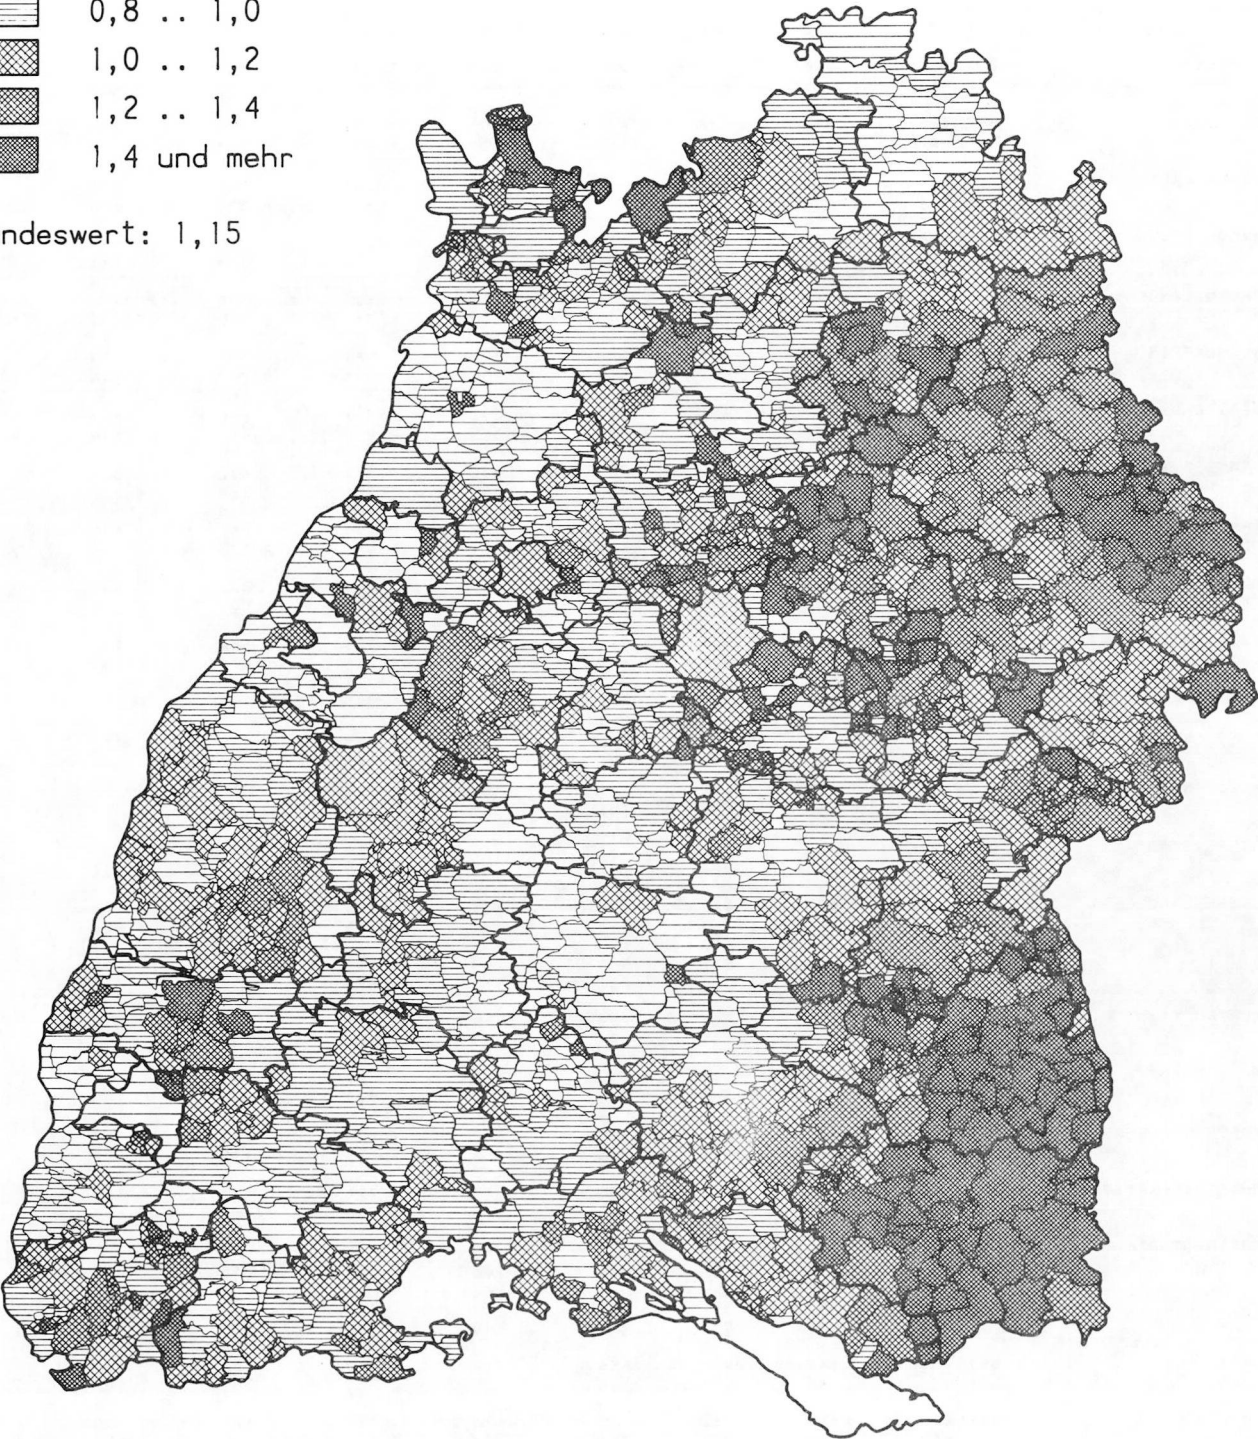 0,8 .. 1,0
1,0 .. 1,2
1,2 .. 1,4
1,4 und mehr
ndeswert: 1,15